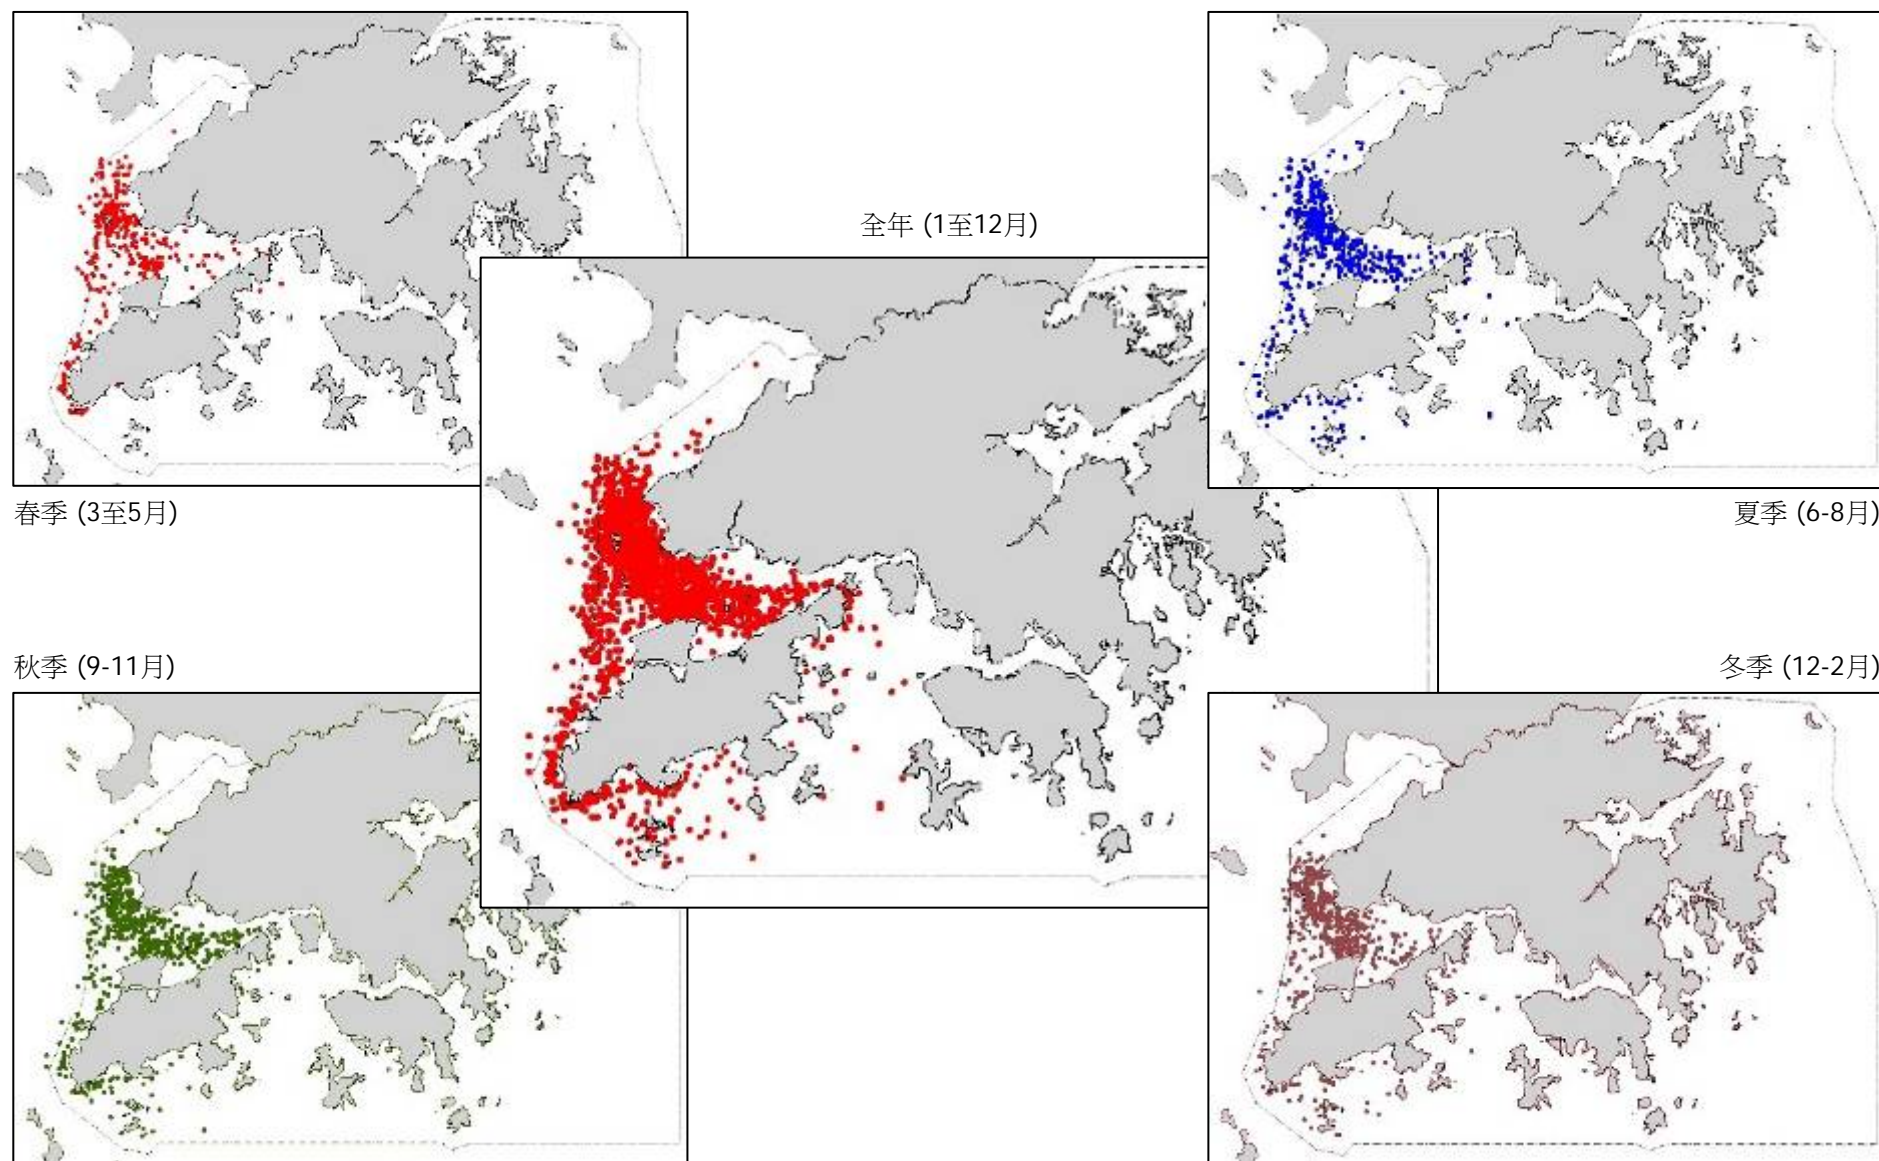 全年 (1至12月)
春季 (3至5月)
夏季 (6-8月)
秋季 (9-11月)
冬季 (12-2月)